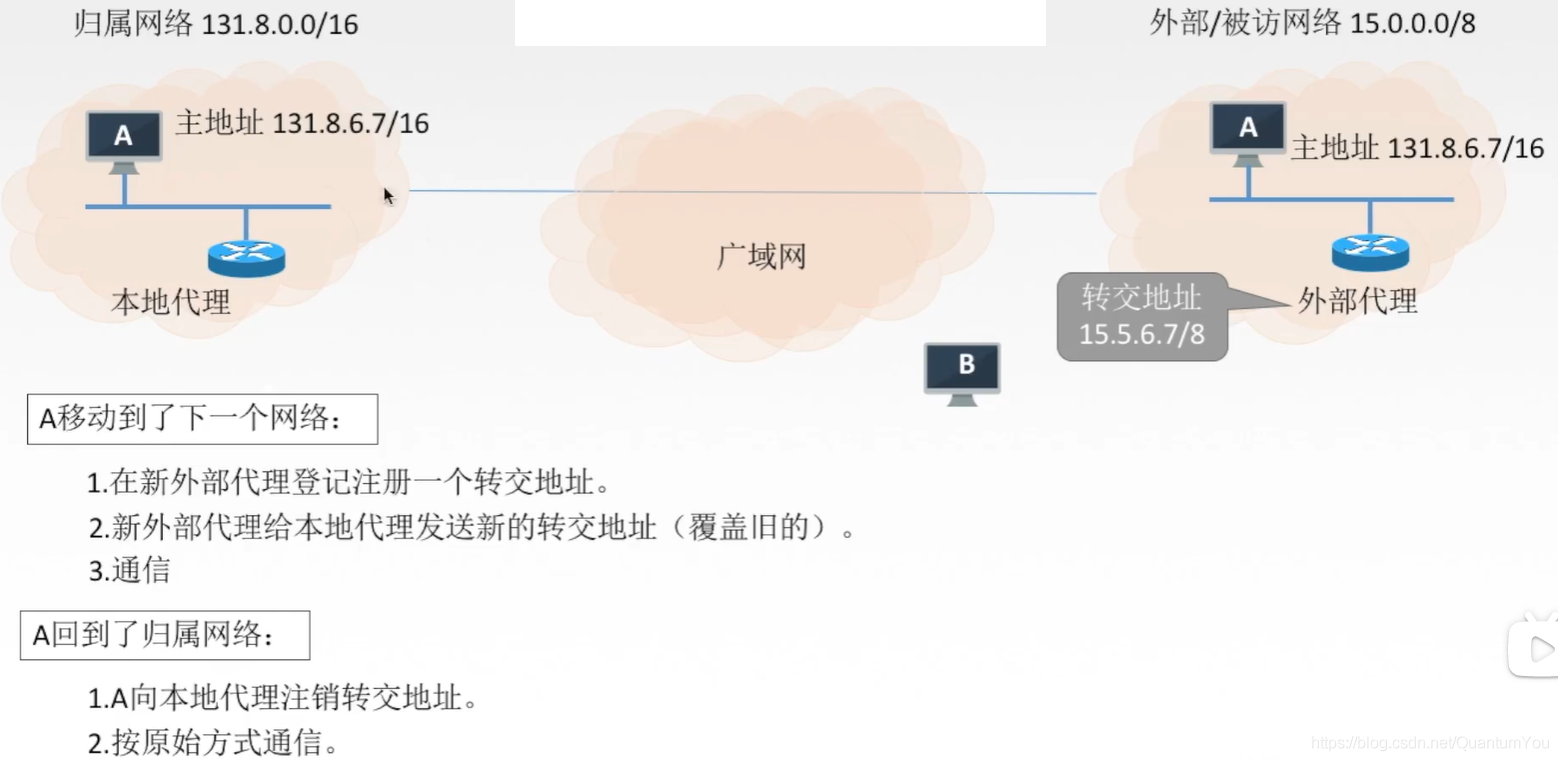 归属网络 131.8.0.0/16
外部/被访网络 15.0.0.0/8
A
主地址 131.8.6.7/16
A
主地址 131.8.6.7/16
广域网
本地代理
转交地址
15.5.6.7/8
外部代理
B
A移动到了下一个网络：
1.在新外部代理登记注册一个转交地址。
2.新外部代理给本地代理发送新的转交地址（覆盖旧的）。
3.通信
A回到了归属网络：
1.A向本地代理注销转交地址。
2.按原始方式通信。
https://blog.csdn.net/QuantumYou